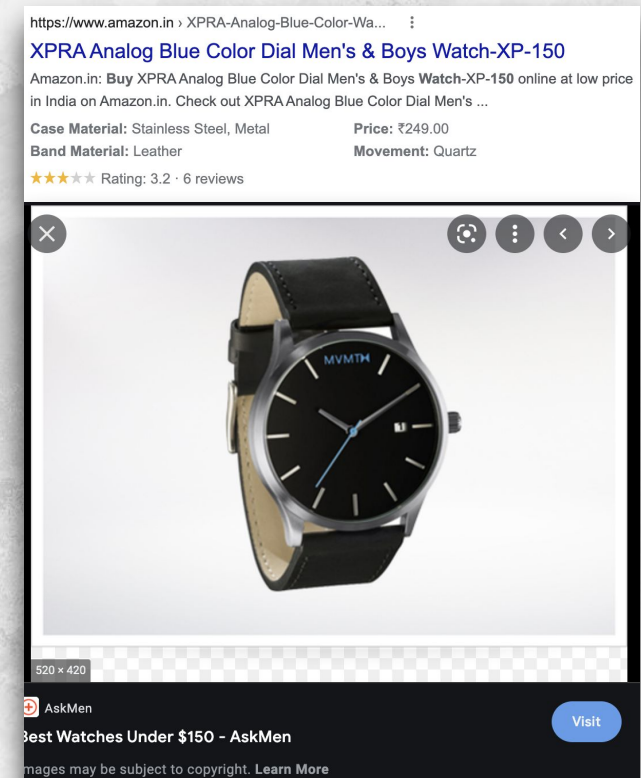 https://www.amazon.in › XPRA-Analog-Blue-Color-Wa...
XPRA Analog Blue Color Dial Men's & Boys Watch-XP-150
Amazon.in: Buy XPRA Analog Blue Color Dial Men's & Boys Watch-XP-150 online at low price
in India on Amazon.in. Check out XPRA Analog Blue Color Dial Men's ...
Case Material: Stainless Steel, Metal Price: ₹249.00
Band Material: Leather Movement: Quartz
Rating: 3.2 · 6 reviews
MVMTH
520 × 420
AskMen
Best Watches Under $150 - AskMen
Visit
mages may be subject to copyright. Learn More